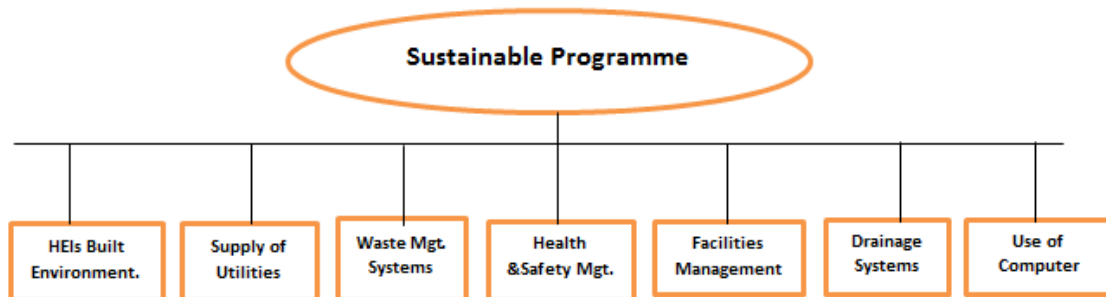 Sustainable Programme
HEIs Built
Environment.
Supply of
Utilities
Waste Mgt.
Systems
Health
&Safety Mgt.
Facilities
Management
Drainage
Systems
Use of
Computer